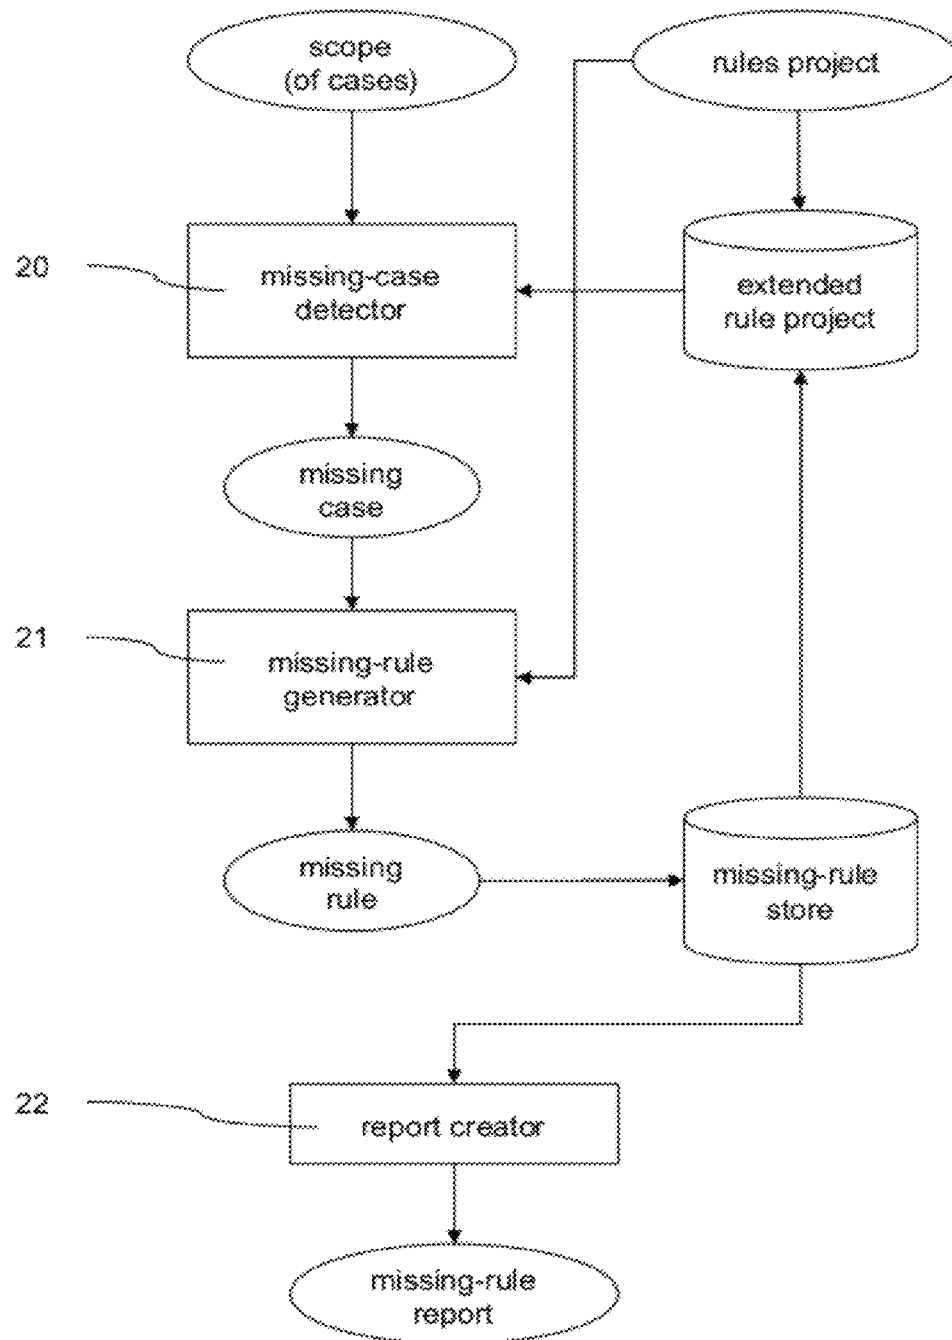 scope
(of cases)
rules project
20
missing-case
detector
extended
rule project
missing
case
21
missing-rule
generator
missing
rule
missing-rule
store
22
report creator
missing-rule
report